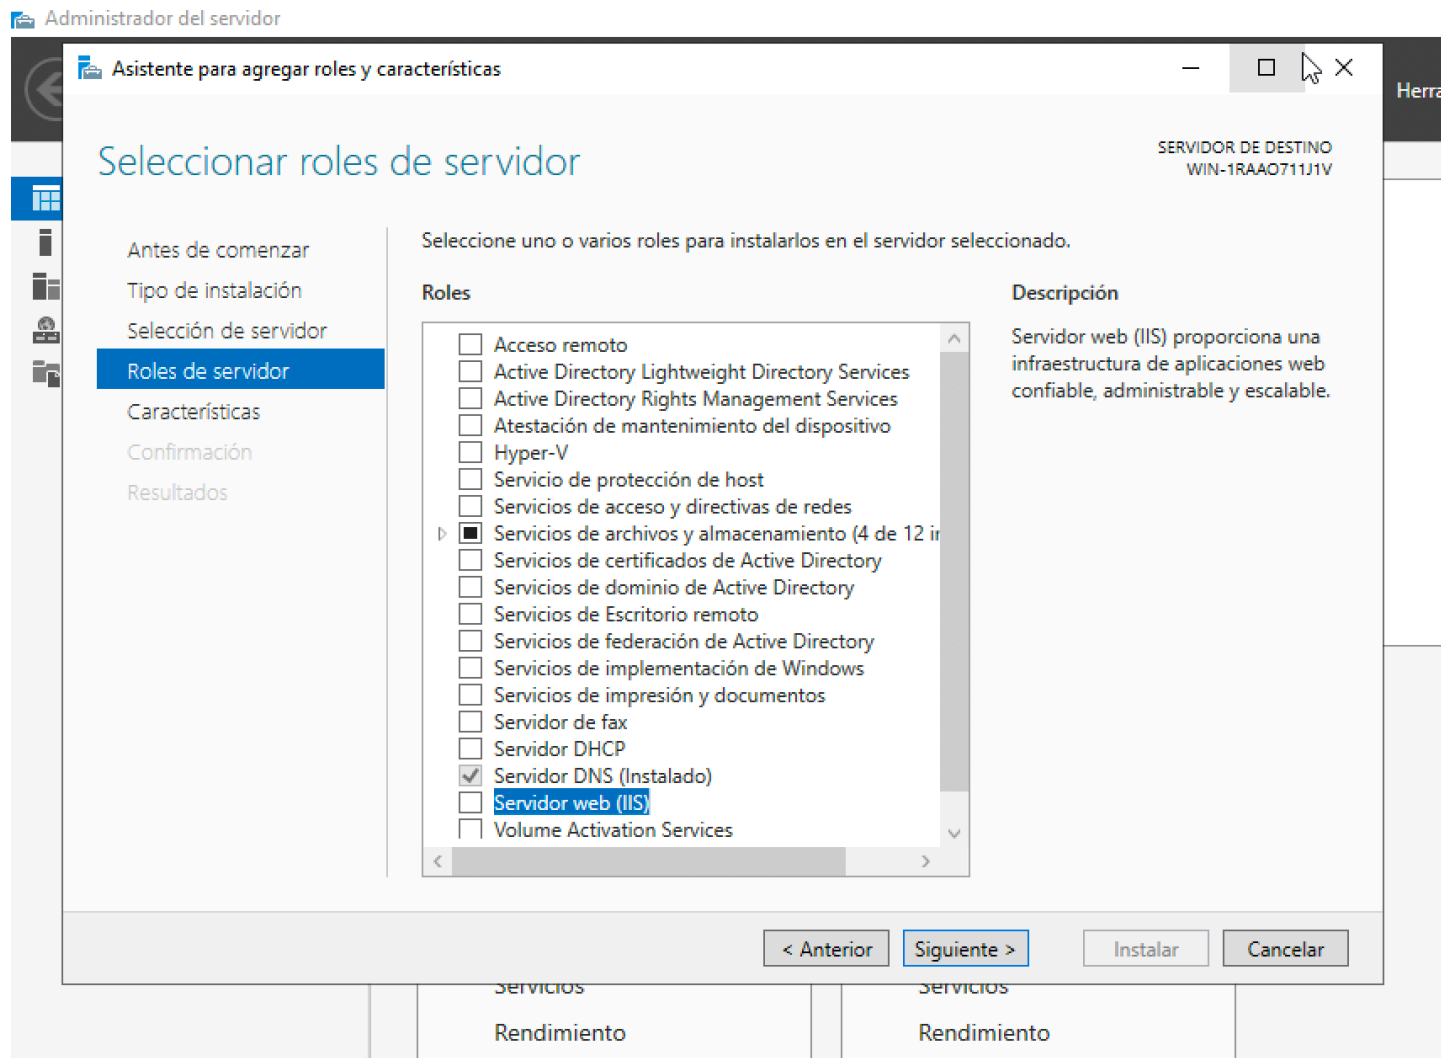 Administrador del servidor
Asistente para agregar roles y características
Herra
Seleccionar roles de servidor
SERVIDOR DE DESTINO
WIN-1RAAO711J1V
Antes de comenzar
Tipo de instalación
Selección de servidor
Roles de servidor
Características
Confirmación
Resultados
Seleccione uno o varios roles para instalarlos en el servidor seleccionado.
Roles
Acceso remoto
Active Directory Lightweight Directory Services
Active Directory Rights Management Services
Atestación de mantenimiento del dispositivo
Hyper-V
Servicio de protección de host
Servicios de acceso y directivas de redes
Servicios de archivos y almacenamiento (4 de 12 in
Servicios de certificados de Active Directory
Servicios de dominio de Active Directory
Servicios de Escritorio remoto
Servicios de federación de Active Directory
Servicios de implementación de Windows
Servicios de impresión y documentos
Servidor de fax
Servidor DHCP
Servidor DNS (Instalado)
Servidor web (IIS)
Volume Activation Services
Descripción
Servidor web (IIS) proporciona una
infraestructura de aplicaciones web
confiable, administrable y escalable.
< Anterior
Siguiente >
Instalar
Cancelar
Servicios
Servicios
Rendimiento
Rendimiento